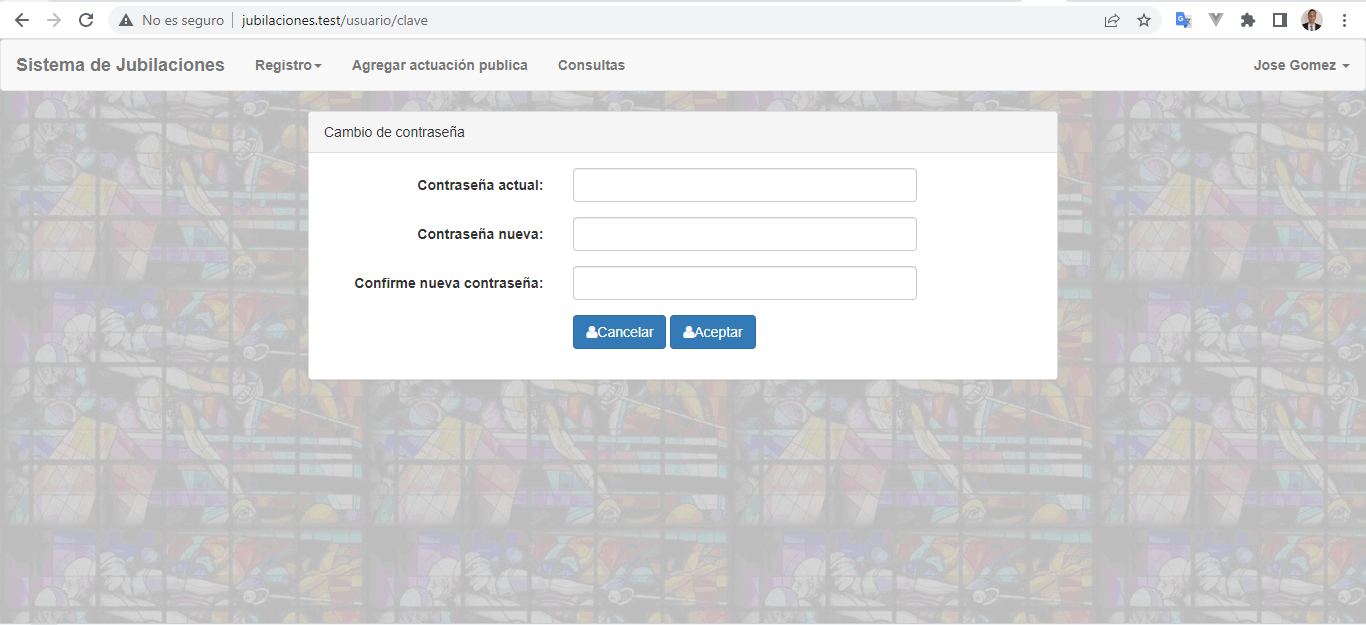 No es seguro | jubilaciones.test/usuario/clave
Sistema de Jubilaciones Registro Agregar actuación publica Consultas Jose Gomez
Cambio de contraseña
Contraseña actual:
Contraseña nueva:
Confirme nueva contraseña:
Cancelar Aceptar